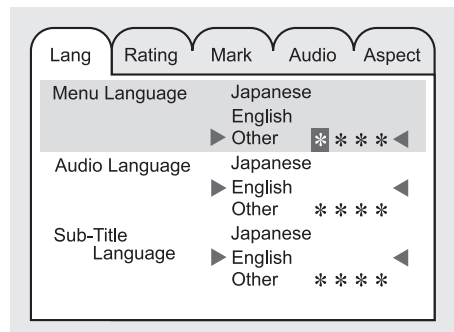 Lang Rating Mark Audio Aspect
Menu Language Japanese
English
▶ Other * * * * ◀
Audio Language Japanese
▶ English ◀
Other * * * *
Sub-Title Japanese
Language ▶ English ◀
Other * * * *